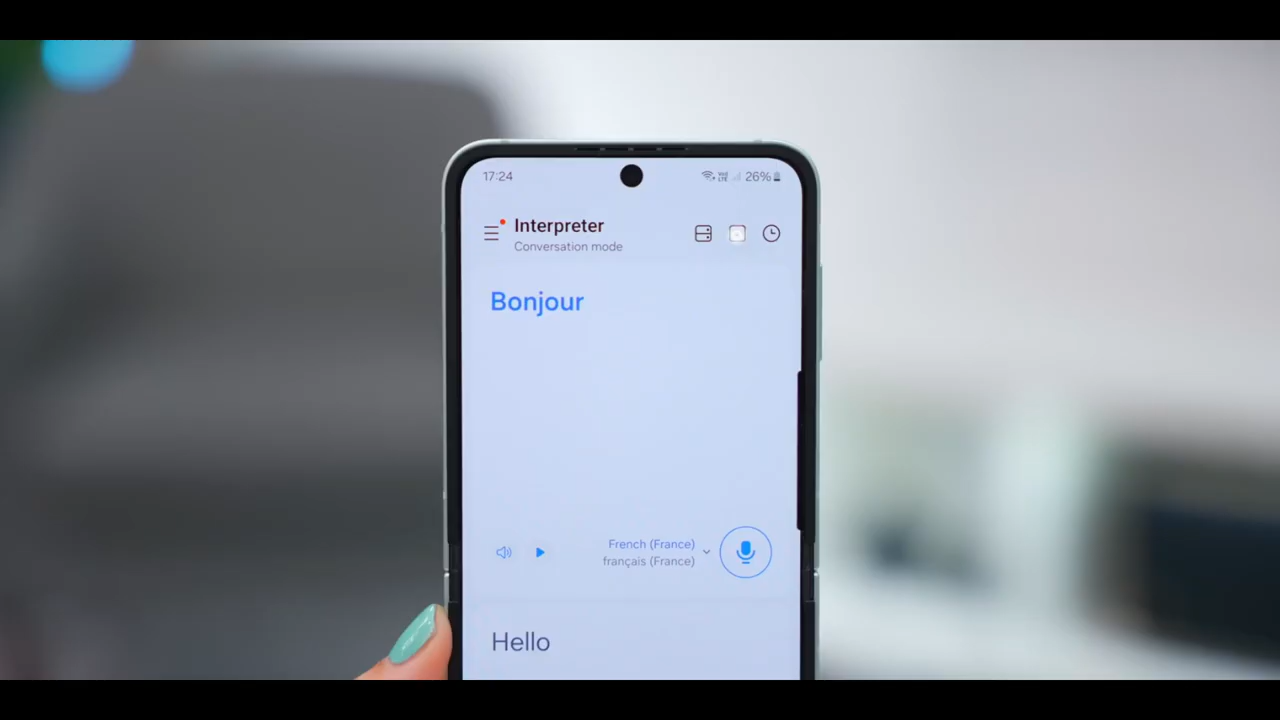 17:24
26%
Interpreter
Conversation mode
Bonjour
French (France)
français (France)
Hello